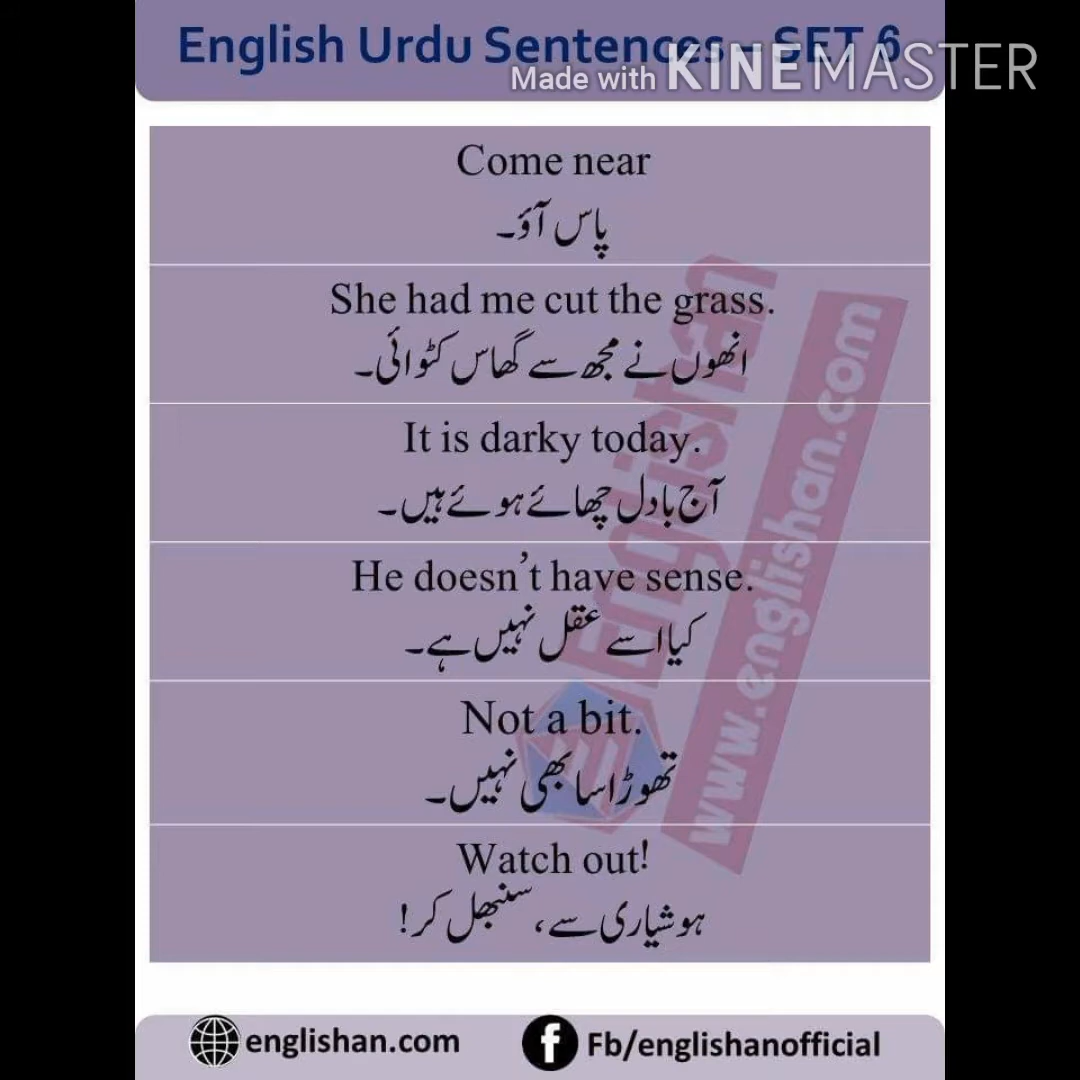 English Urdu Sentences – SET 6
Made with KINEMASTER
Come near
پاس آؤ۔
She had me cut the grass.
انھوں نے مجھ سے گھاس کٹوائی۔
It is darky today.
آج بادل چھائے ہوئے ہیں۔
He doesn't have sense.
کیا اسے عقل نہیں ہے۔
Not a bit.
تھوڑا سا بھی نہیں۔
Watch out!
ہوشیاری سے، سنبھل کر!
Englishan
www.englishan.com
englishan.com
Fb/englishanofficial